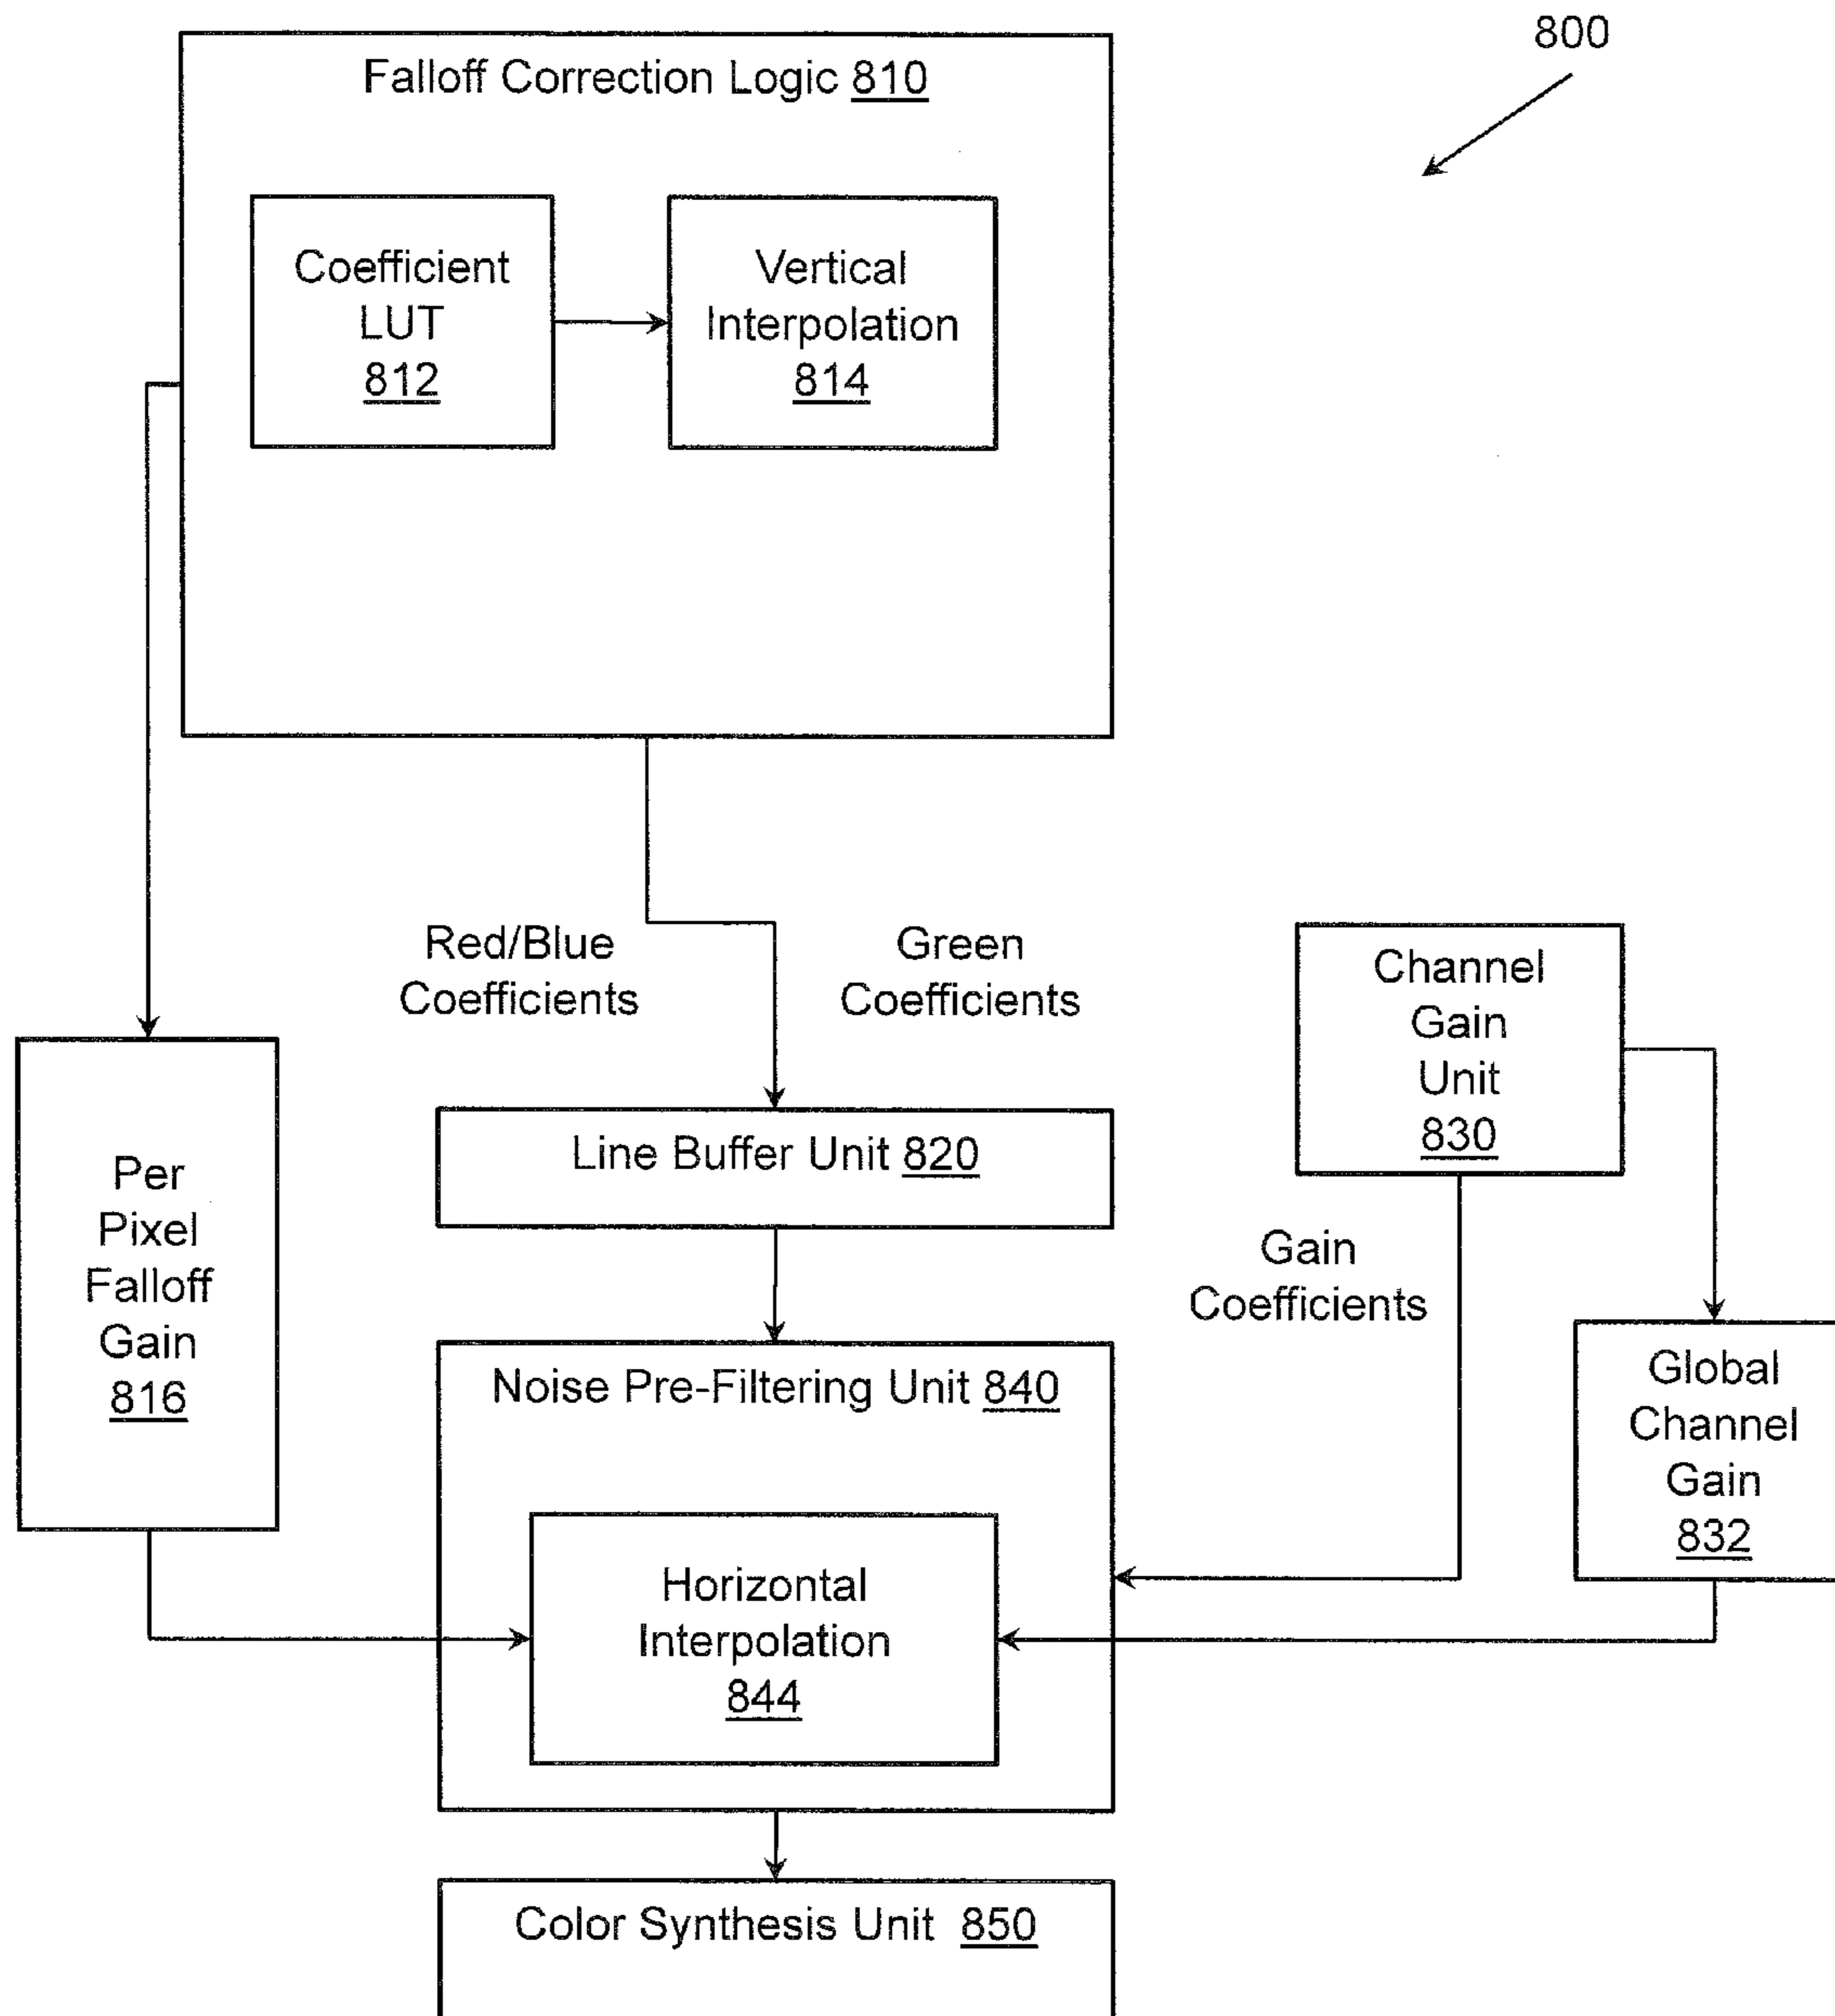 800
Falloff Correction Logic 810
Coefficient
LUT
812
Vertical
Interpolation
814
Red/Blue
Coefficients
Green
Coefficients
Channel
Gain
Unit
830
Line Buffer Unit 820
Per
Pixel
Falloff
Gain
816
Gain
Coefficients
Noise Pre-Filtering Unit 840
Global
Channel
Gain
832
Horizontal
Interpolation
844
Color Synthesis Unit 850